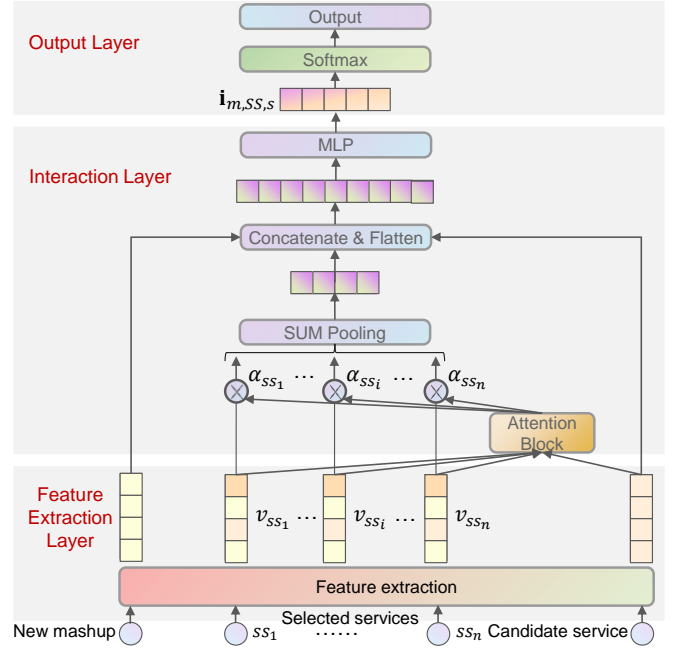 Output
Output Layer
Softmax
i_{m,SS,s}
MLP
Interaction Layer
Concatenate & Flatten
SUM Pooling
α_{ss_1} ⋯ α_{ss_i} ⋯ α_{ss_n}
Attention
Block
Feature
Extraction
Layer
v_{ss_1} ⋯ v_{ss_i} ⋯ v_{ss_n}
Feature extraction
Selected services
New mashup ss_1 ⋯⋯ ss_n Candidate service